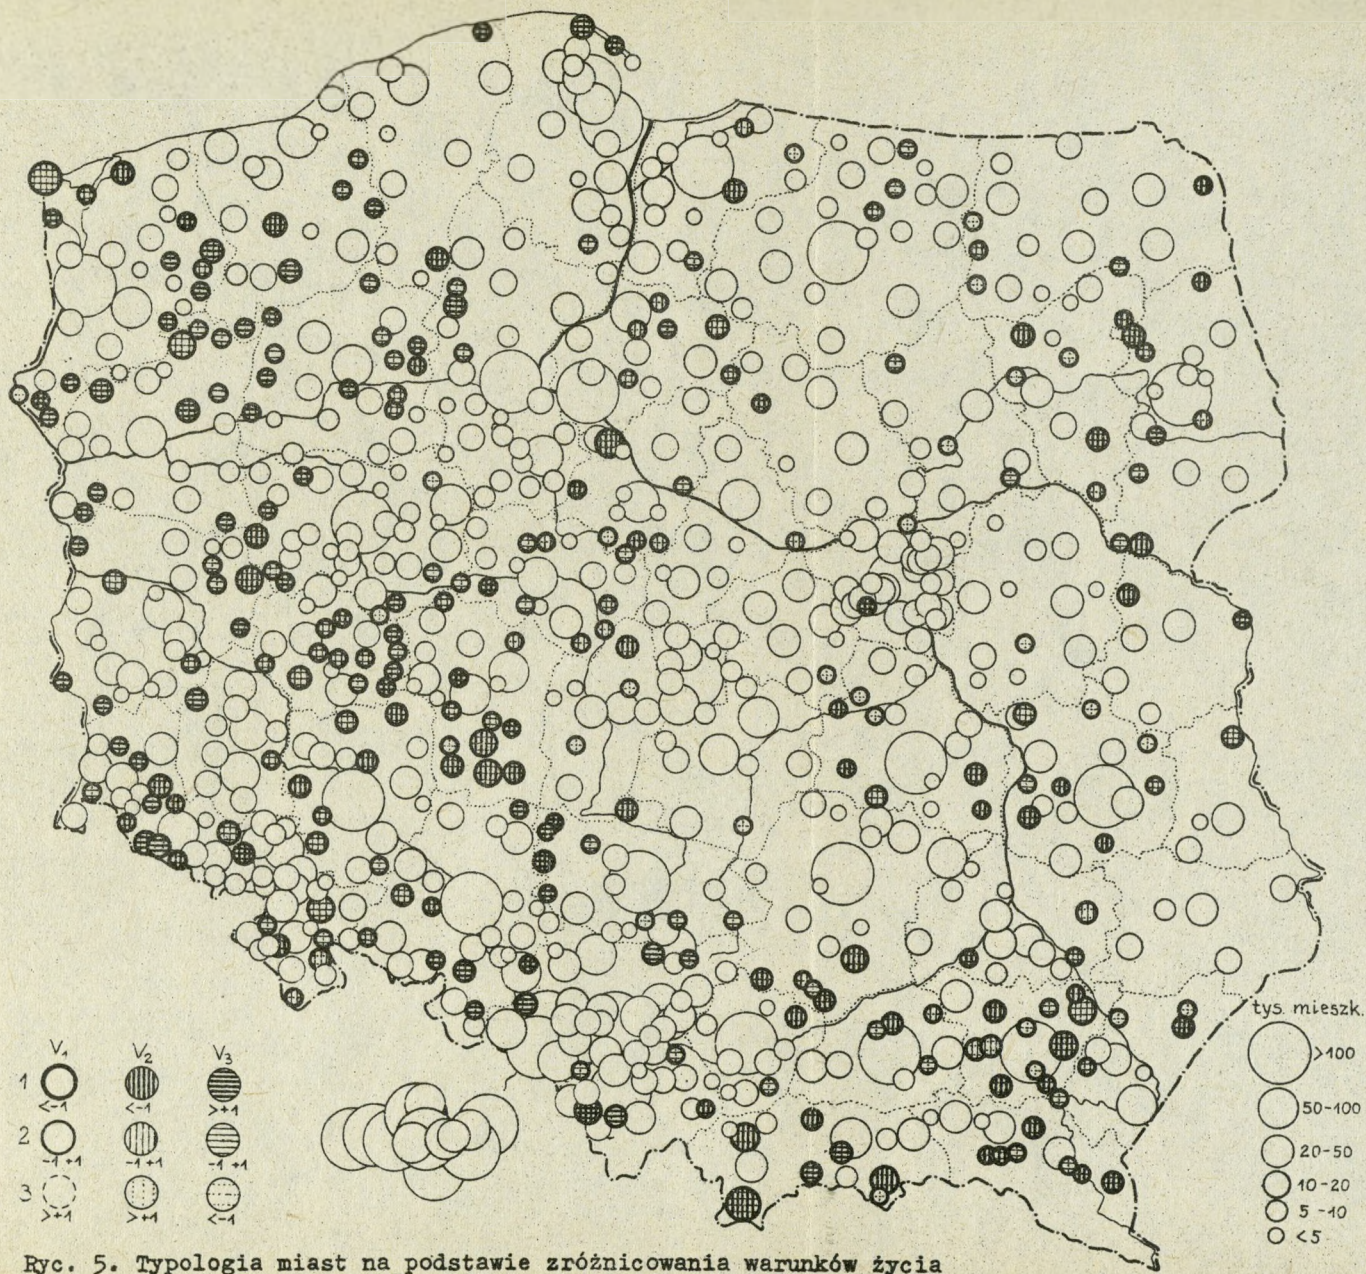 tys. mieszk.
>100
50-100
20-50
10-20
5-10
<5
V₁ V₂ V₃
1 <-1 <-1 >+1
2 -1 +1 -1 +1 -1 +1
3 >+1 >+1 <-1
Ryc. 5. Typologia miast na podstawie zróżnicowania warunków życia